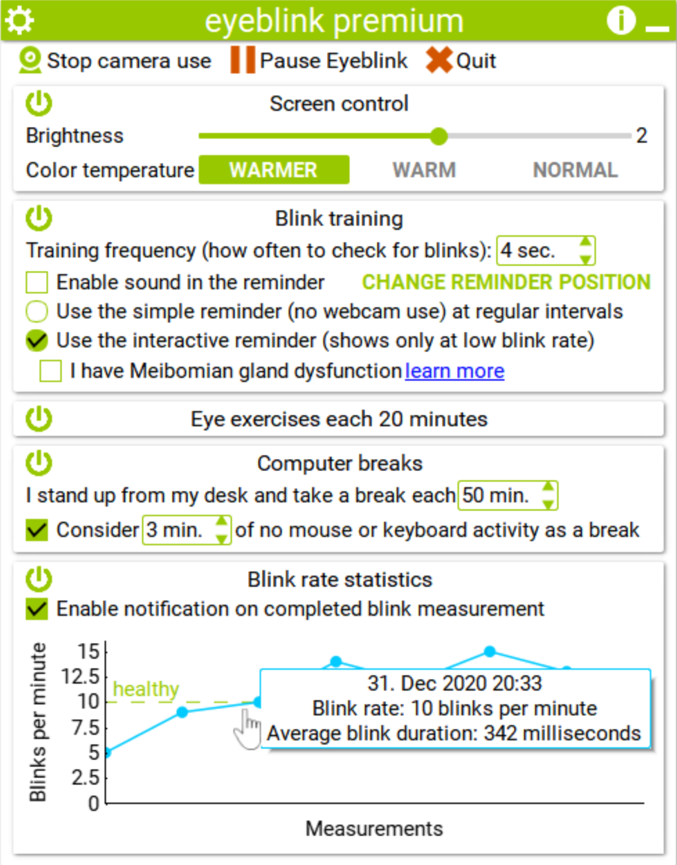 eyeblink premium
Stop camera use Pause Eyeblink Quit
Screen control
Brightness 2
Color temperature WARMER WARM NORMAL
Blink training
Training frequency (how often to check for blinks): 4 sec.
Enable sound in the reminder CHANGE REMINDER POSITION
Use the simple reminder (no webcam use) at regular intervals
Use the interactive reminder (shows only at low blink rate)
I have Meibomian gland dysfunction learn more
Eye exercises each 20 minutes
Computer breaks
I stand up from my desk and take a break each 50 min.
Consider 3 min. of no mouse or keyboard activity as a break
Blink rate statistics
Enable notification on completed blink measurement
Blinks per minute
15
12.5
10
7.5
5
2.5
0
healthy
31. Dec 2020 20:33
Blink rate: 10 blinks per minute
Average blink duration: 342 milliseconds
Measurements